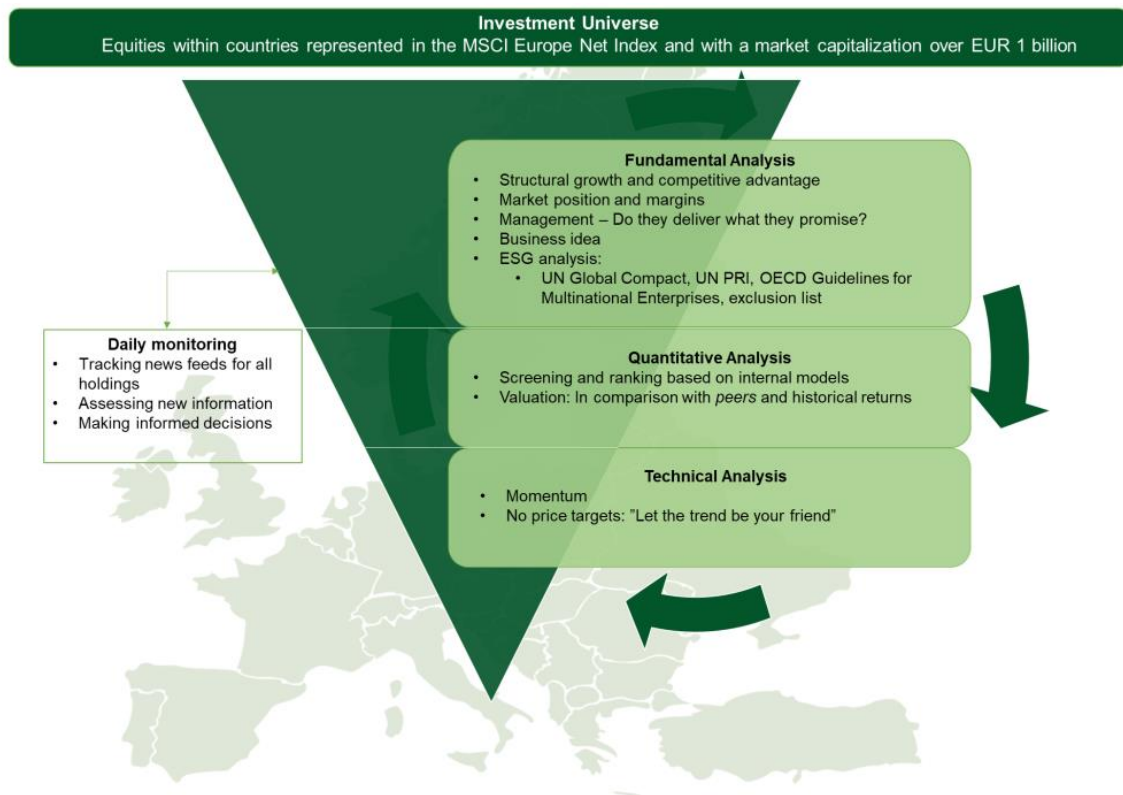 Investment Universe
Equities within countries represented in the MSCI Europe Net Index and with a market capitalization over EUR 1 billion
Fundamental Analysis
• Structural growth and competitive advantage
• Market position and margins
• Management – Do they deliver what they promise?
• Business idea
• ESG analysis:
• UN Global Compact, UN PRI, OECD Guidelines for
Multinational Enterprises, exclusion list
Daily monitoring
• Tracking news feeds for all
holdings
• Assessing new information
• Making informed decisions
Quantitative Analysis
• Screening and ranking based on internal models
• Valuation: In comparison with peers and historical returns
Technical Analysis
• Momentum
• No price targets: ”Let the trend be your friend”